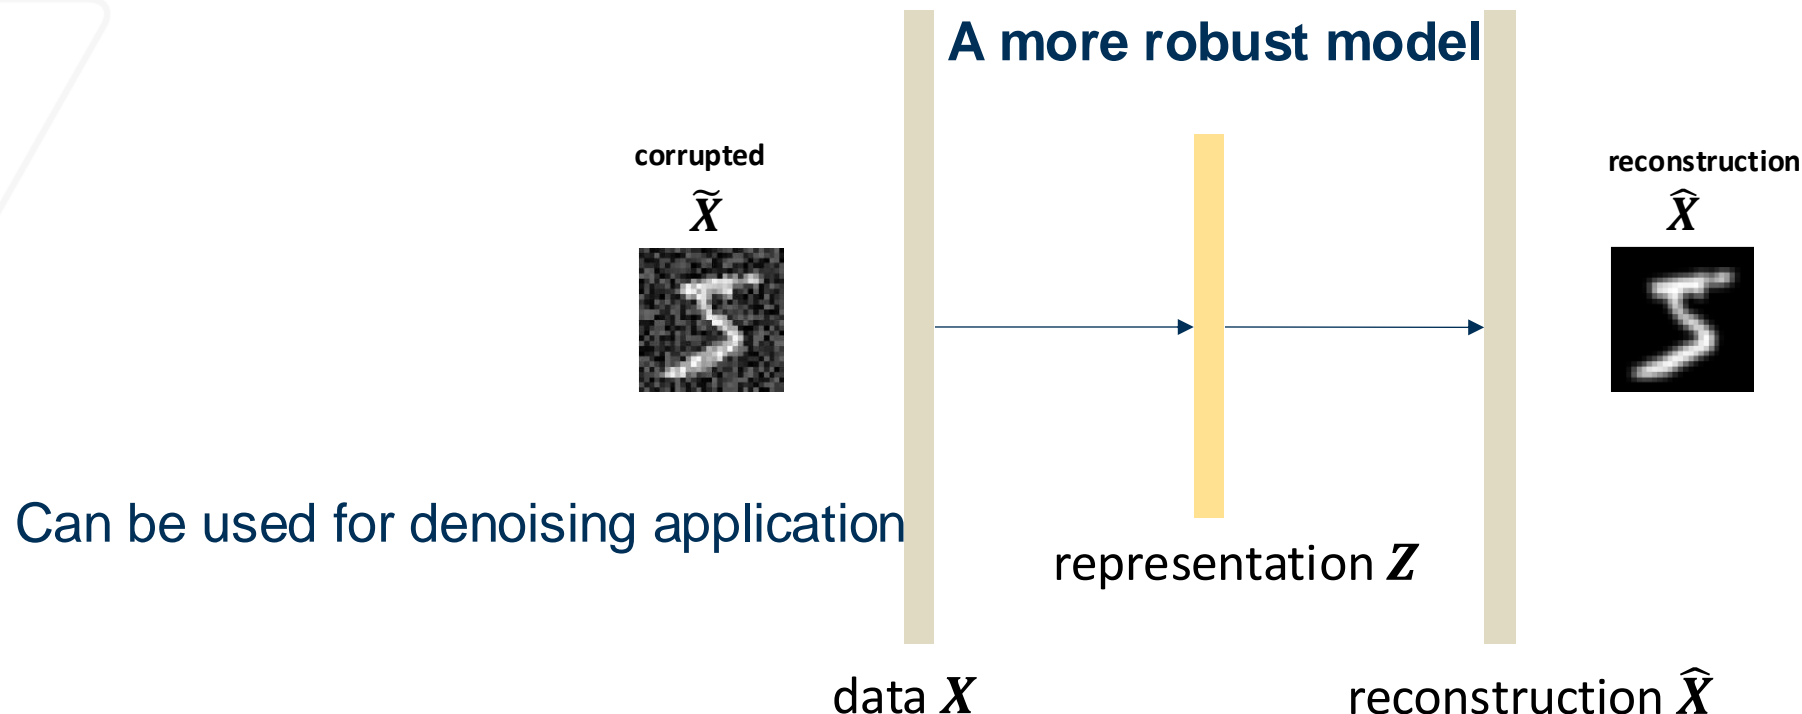 A more robust model
corrupted
X̃
reconstruction
X̂
Can be used for denoising application
representation Z
data X
reconstruction X̂